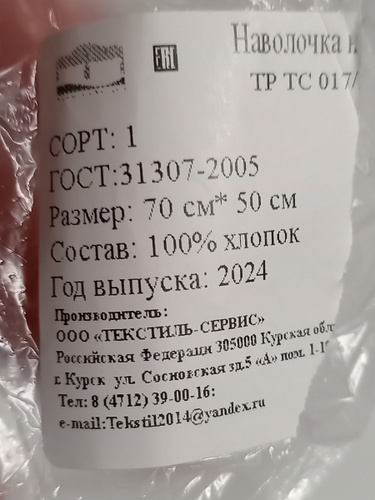 EAC
Наволочка н
ТР ТС 017/
СОРТ: 1
ГОСТ:31307-2005
Размер: 70 см* 50 см
Состав: 100% хлопок
Год выпуска: 2024
Производитель:
ООО «ТЕКСТИЛЬ-СЕРВИС»
Российская Федераци 305000 Курская обл
г. Курск ул. Сосновская зд.5 «А» пом. 1-1
Тел: 8 (4712) 39-00-16:
e-mail:Tekstil2014@yandex.ru